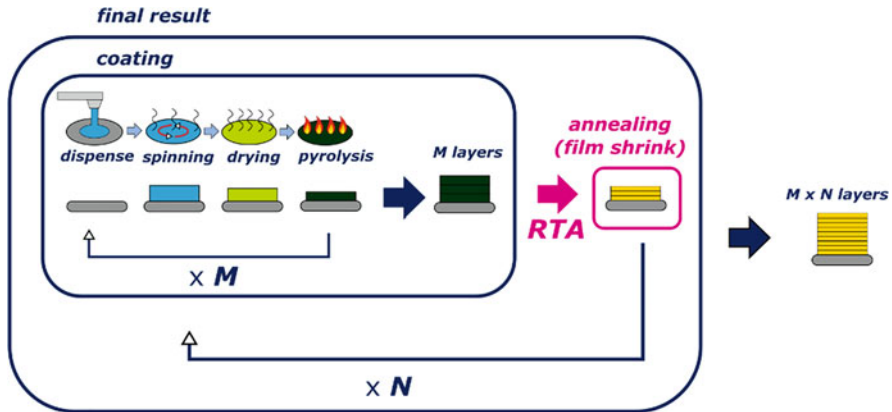 final result
coating
dispense
spinning
drying
pyrolysis
M layers
x M
annealing
(film shrink)
RTA
x N
M x N layers